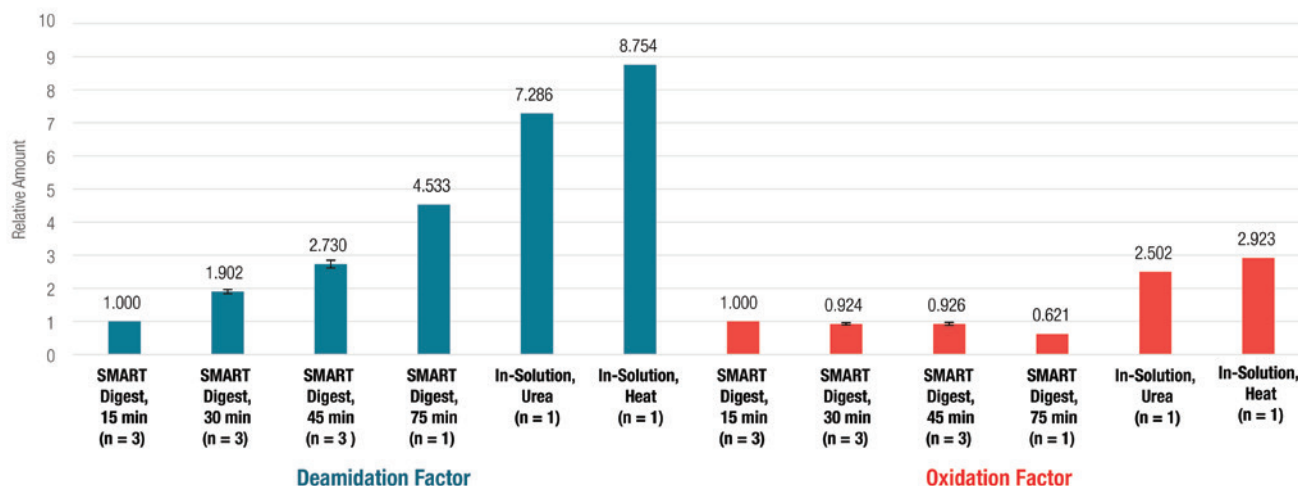 10
9
8
7
6
5
4
3
2
1
0
Relative Amount
1.000
1.902
2.730
4.533
7.286
8.754
1.000
0.924
0.926
0.621
2.502
2.923
SMART
Digest,
15 min
(n = 3)
SMART
Digest,
30 min
(n = 3)
SMART
Digest,
45 min
(n = 3 )
SMART
Digest,
75 min
(n = 1)
In-Solution,
Urea
(n = 1)
In-Solution,
Heat
(n = 1)
SMART
Digest,
15 min
(n = 3)
SMART
Digest,
30 min
(n = 3)
SMART
Digest,
45 min
(n = 3)
SMART
Digest,
75 min
(n = 1)
In-Solution,
Urea
(n = 1)
In-Solution,
Heat
(n = 1)
Deamidation Factor
Oxidation Factor